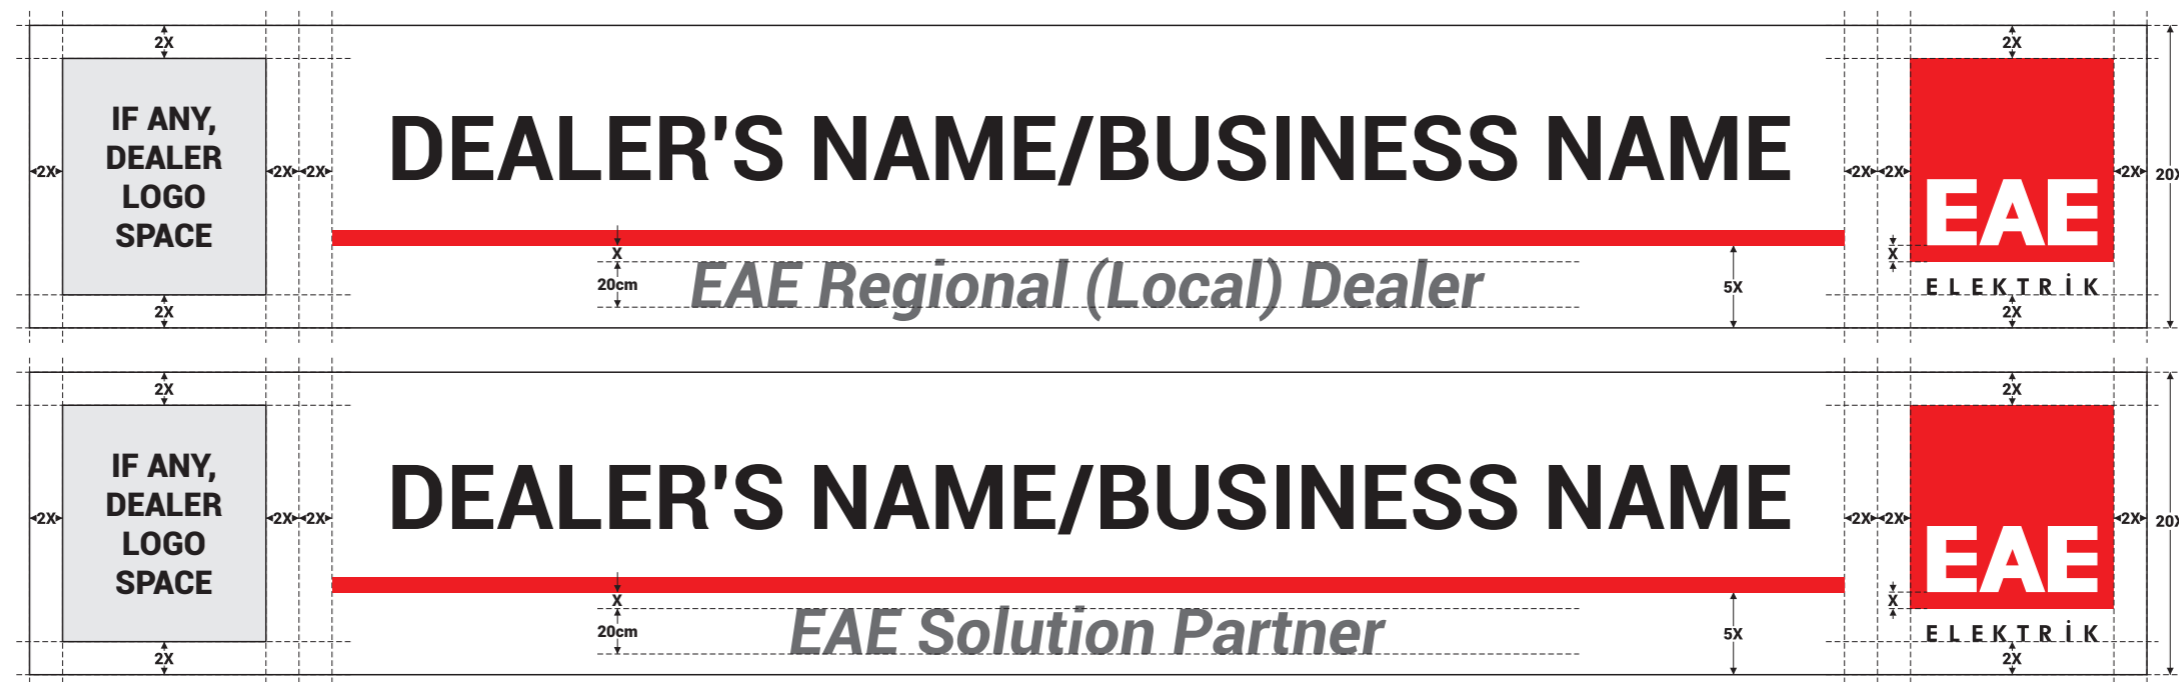 2X
2X
IF ANY,
DEALER
LOGO
SPACE
2X
2X 2X
DEALER'S NAME/BUSINESS NAME
2X 2X
EAE
2X
20X
X
20cm
EAE Regional (Local) Dealer
5X
X
ELEKTRİK
2X
2X
2X
2X
IF ANY,
DEALER
LOGO
SPACE
2X
2X 2X
DEALER'S NAME/BUSINESS NAME
2X 2X
EAE
2X
20X
X
20cm
EAE Solution Partner
5X
X
ELEKTRİK
2X
2X